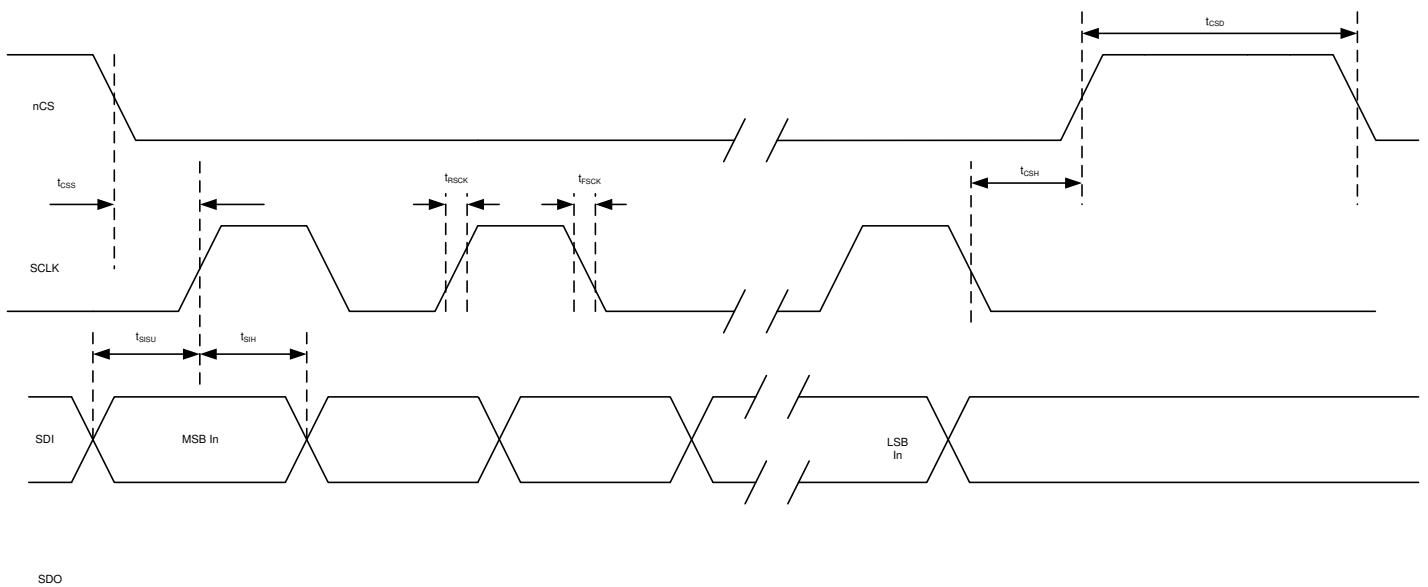 tCSD
nCS
tCSH
tCSS
tRSCK
tFSCK
SCLK
tSISU
tSIH
SDI
MSB In
LSB
In
SDO